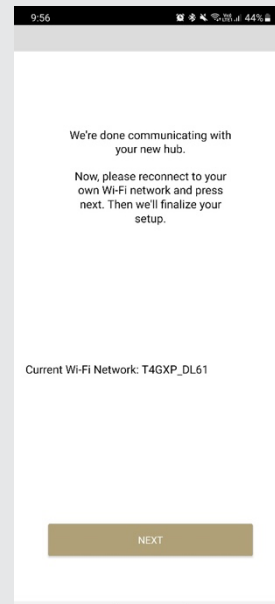 9:56
44%
We're done communicating with
your new hub.
Now, please reconnect to your
own Wi-Fi network and press
next. Then we'll finalize your
setup.
Current Wi-Fi Network: T4GXP_DL61
NEXT